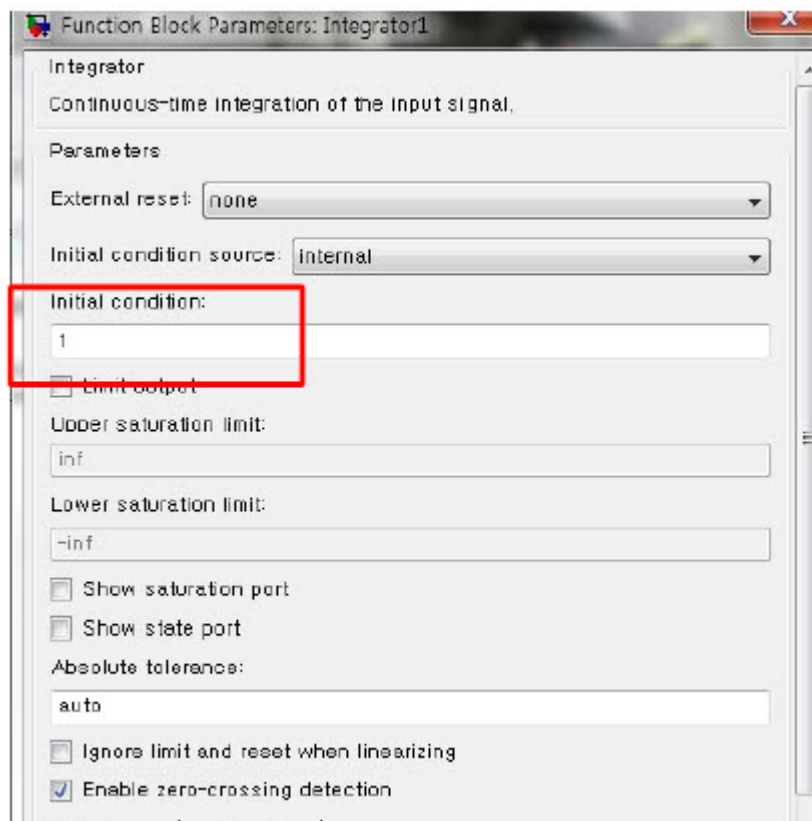 Function Block Parameters: Integrator1
Integrator
Continuous-time integration of the input signal,
Parameters
External reset: none
Initial condition source: internal
Initial condition:
1
Limit output
Upper saturation limit:
inf
Lower saturation limit:
-inf
Show saturation port
Show state port
Absolute tolerance:
auto
Ignore limit and reset when linearizing
Enable zero-crossing detection